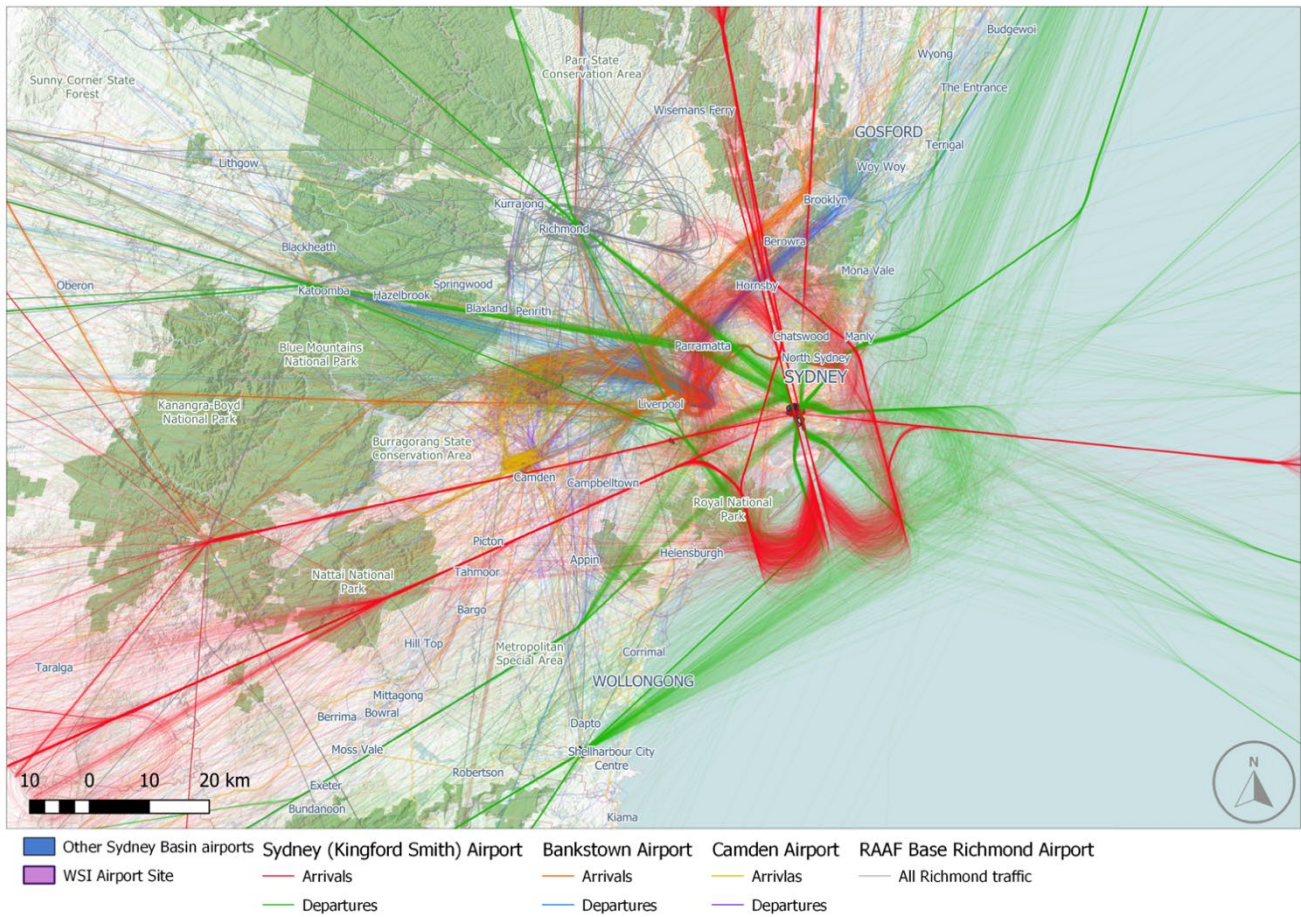 Budgewoi
Wyong
Parr State
Conservation Area
Sunny Corner State
Forest
The Entrance
Wisemans Ferry
GOSFORD
Terrigal
Lithgow
Woy Woy
Kurrajong
Brooklyn
Richmond
Berowra
Blackheath
Mona Vale
Oberon
Springwood
Hornsby
Katoomba
Hazelbrook
Blaxland
Penrith
Chatswood
Manly
Blue Mountains
National Park
Parramatta
North Sydney
SYDNEY
Kanangra-Boyd
National Park
Liverpool
Burragorang State
Conservation Area
Camden
Campbelltown
Royal National
Park
Picton
Helensburgh
Appin
Nattai National
Park
Tahmoor
Bargo
Hill Top
Metropolitan
Special Area
Corrimal
Taralga
WOLLONGONG
Mittagong
Berrima
Bowral
Dapto
Moss Vale
Shellharbour City
Centre
Robertson
Exeter
Bundanoon
Kiama
10 0 10 20 km
N
Other Sydney Basin airports
WSI Airport Site
Sydney (Kingford Smith) Airport
Arrivals
Departures
Bankstown Airport
Arrivals
Departures
Camden Airport
Arrivlas
Departures
RAAF Base Richmond Airport
All Richmond traffic